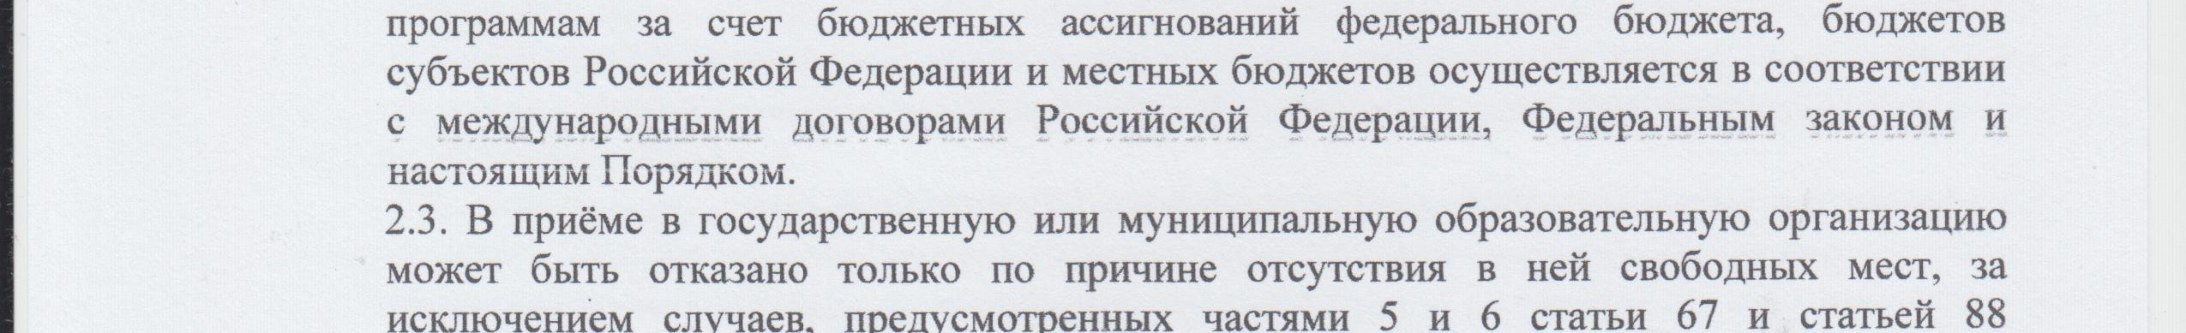 программам за счет бюджетных ассигнований федерального бюджета, бюджетов
субъектов Российской Федерации и местных бюджетов осуществляется в соответствии
с международными договорами Российской Федерации, Федеральным законом и
настоящим Порядком.
2.3. В приёме в государственную или муниципальную образовательную организацию
может быть отказано только по причине отсутствия в ней свободных мест, за
исключением случаев, предусмотренных частями 5 и 6 статьи 67 и статьей 88